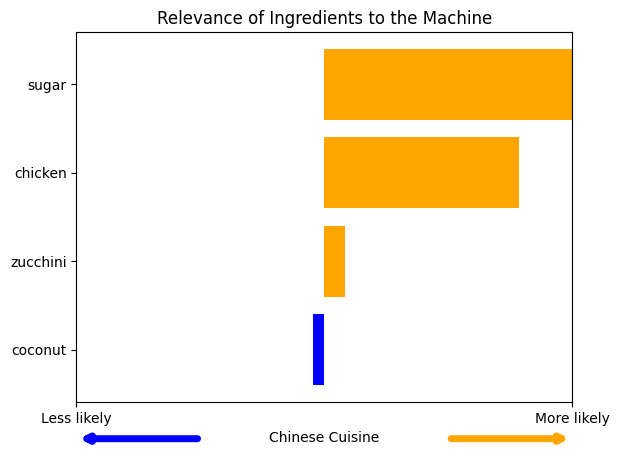 Relevance of Ingredients to the Machine
sugar
chicken
zucchini
coconut
Less likely
More likely
Chinese Cuisine